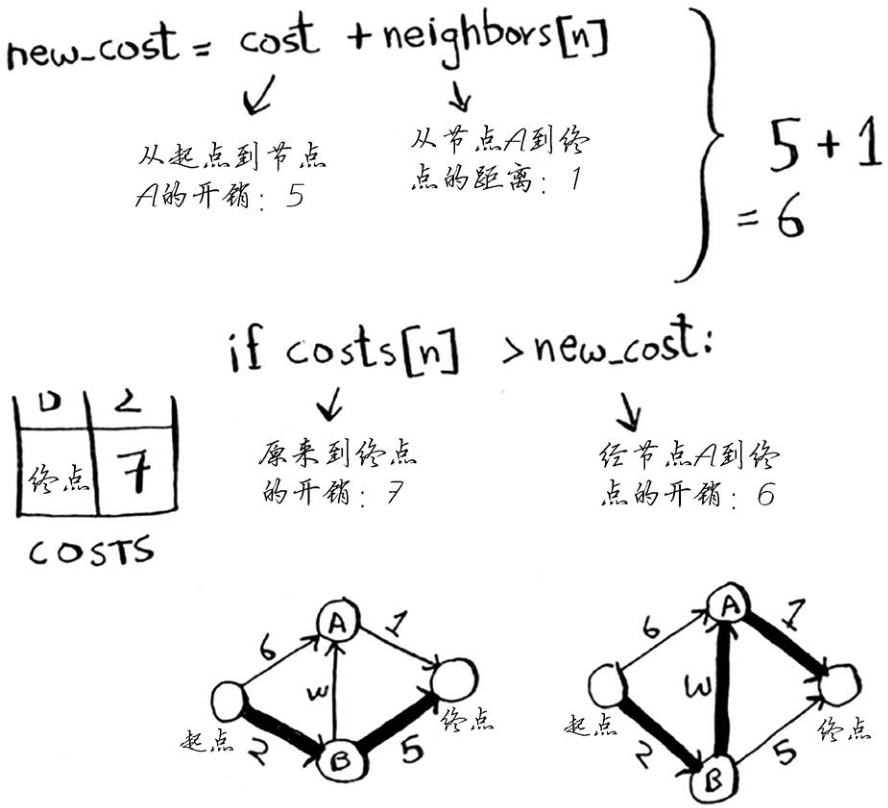 new_cost = cost + neighbors[n]
从起点到节点
A的开销：5
从节点A到终
点的距离：1
5 + 1
= 6
if costs[n] > new_cost:
原来到终点
的开销：7
经节点A到终
点的开销：6
2
终点 7
COSTS
A
6
1
W
起点
终点
2
B
5
A
6
1
W
起点
终点
2
B
5